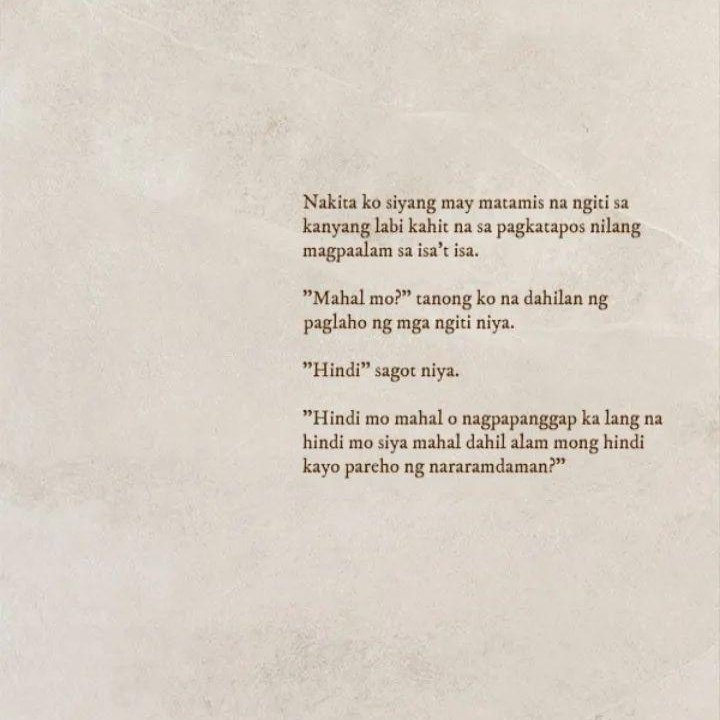 Nakita ko siyang may matamis na ngiti sa
kanyang labi kahit na sa pagkatapos nilang
magpaalam sa isa't isa.
"Mahal mo?" tanong ko na dahilan ng
paglaho ng mga ngiti niya.
"Hindi" sagot niya.
"Hindi mo mahal o nagpapanggap ka lang na
hindi mo siya mahal dahil alam mong hindi
kayo pareho ng nararamdaman?"